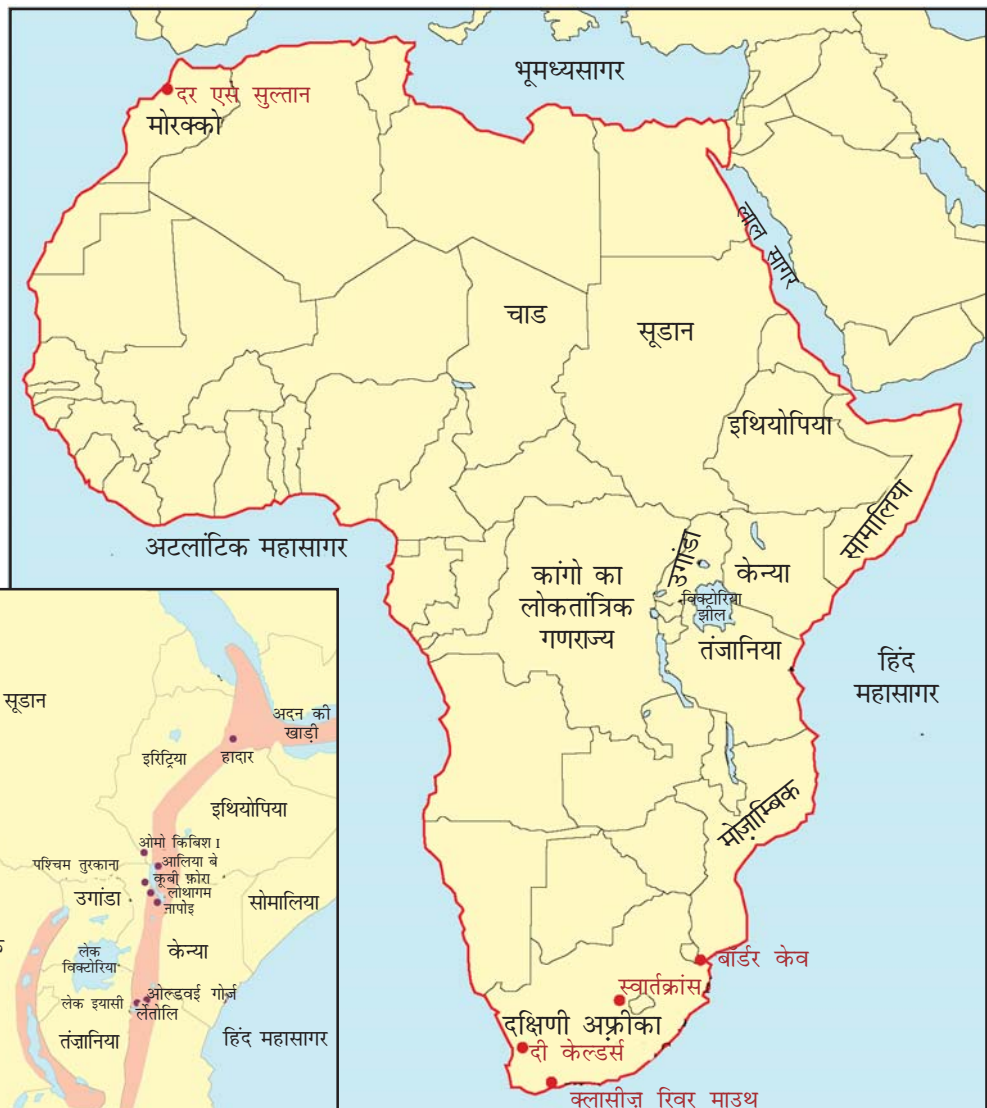 भूमध्यसागर
दर एस सुल्तान
मोरक्को
लाल सागर
चाड
सूडान
इथियोपिया
सोमालिया
अटलांटिक महासागर
उगांडा
केन्या
कांगो का
लोकतांत्रिक
गणराज्य
विक्टोरिया
झील
तंजानिया
हिंद
महासागर
मोज़ाम्बिक
बॉर्डर केव
स्वार्तक्रांस
दक्षिणी अफ़्रीका
दी केल्डर्स
क्लासीज़ रिवर माउथ
सूडान
अदन की
खाड़ी
इरिट्रिया
हादार
इथियोपिया
ओमो किबिश I
पश्चिम तुरकाना
आलिया बे
कूबी फ़ोरा
उगांडा
लोथागम
सोमालिया
लेक
विक्टोरिया
केन्या
लेक इयासी
ओल्डवई गोर्ज
तंज़ानिया
हिंद महासागर